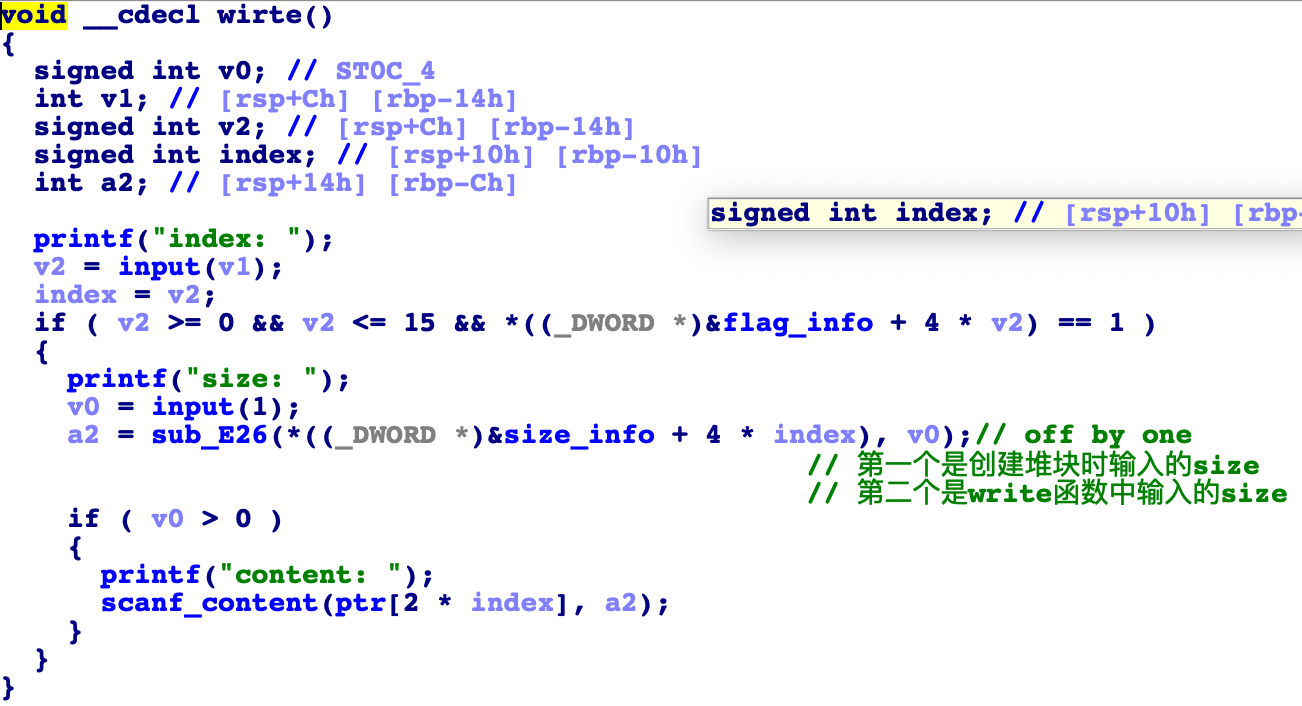 void __cdecl wirte()
{
  signed int v0; // ST0C_4
  int v1; // [rsp+Ch] [rbp-14h]
  signed int v2; // [rsp+Ch] [rbp-14h]
  signed int index; // [rsp+10h] [rbp-10h]
  int a2; // [rsp+14h] [rbp-Ch]
signed int index; // [rsp+10h] [rbp-
  printf("index: ");
  v2 = input(v1);
  index = v2;
  if ( v2 >= 0 && v2 <= 15 && *((_DWORD *)&flag_info + 4 * v2) == 1 )
  {
    printf("size: ");
    v0 = input(1);
    a2 = sub_E26(*((_DWORD *)&size_info + 4 * index), v0);// off by one
// 第一个是创建堆块时输入的size
// 第二个是write函数中输入的size
    if ( v0 > 0 )
    {
      printf("content: ");
      scanf_content(ptr[2 * index], a2);
    }
  }
}